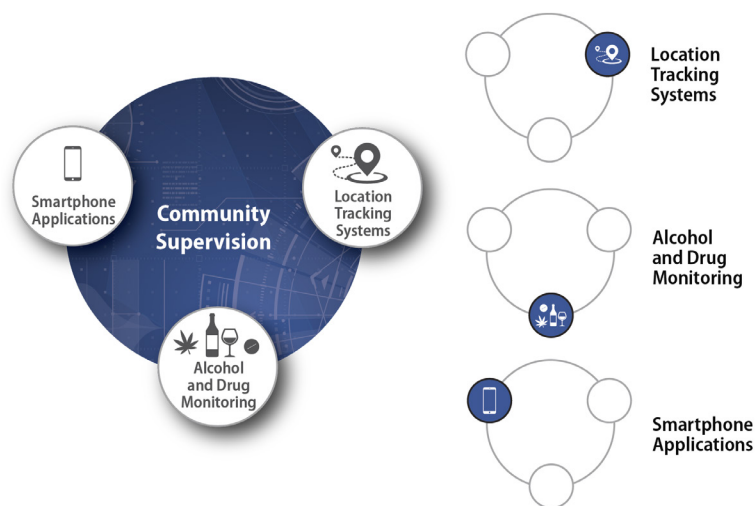 Smartphone
Applications
Community
Supervision
Location
Tracking
Systems
Alcohol
and Drug
Monitoring
Location
Tracking
Systems
Alcohol
and Drug
Monitoring
Smartphone
Applications